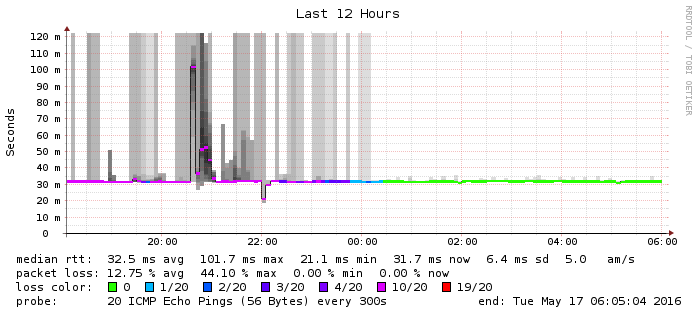 Last 12 Hours
RRDTOOL / TOBI OETIKER
Seconds
120 m
110 m
100 m
90 m
80 m
70 m
60 m
50 m
40 m
30 m
20 m
10 m
0
20:00 22:00 00:00 02:00 04:00 06:00
median rtt: 32.5 ms avg 101.7 ms max 21.1 ms min 31.7 ms now 6.4 ms sd 5.0 am/s
packet loss: 12.75 % avg 44.10 % max 0.00 % min 0.00 % now
loss color: 0 1/20 2/20 3/20 4/20 10/20 19/20
probe: 20 ICMP Echo Pings (56 Bytes) every 300s end: Tue May 17 06:05:04 2016